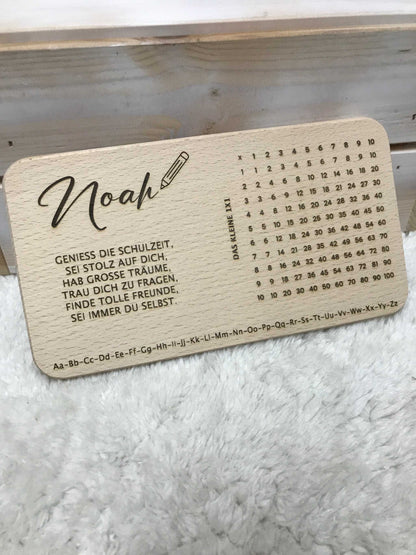 Noah
GENIESS DIE SCHULZEIT,
SEI STOLZ AUF DICH,
HAB GROSSE TRÄUME,
TRAU DICH ZU FRAGEN,
FINDE TOLLE FREUNDE,
SEI IMMER DU SELBST.
DAS KLEINE 1X1
x 1 2 3 4 5 6 7 8 9 10
1 1 2 3 4 5 6 7 8 9 10
2 2 4 6 8 10 12 14 16 18 20
3 3 6 9 12 15 18 21 24 27 30
4 4 8 12 16 20 24 28 32 36 40
5 5 10 15 20 25 30 35 40 45 50
6 6 12 18 24 30 36 42 48 54 60
7 7 14 21 28 35 42 49 56 63 70
8 8 16 24 32 40 48 56 64 72 80
9 9 18 27 36 45 54 63 72 81 90
10 10 20 30 40 50 60 70 80 90 100
Aa-Bb-Cc-Dd-Ee-Ff-Gg-Hh-Ii-Jj-Kk-Ll-Mm-Nn-Oo-Pp-Qq-Rr-Ss-Tt-Uu-Vv-Ww-Xx-Yy-Zz